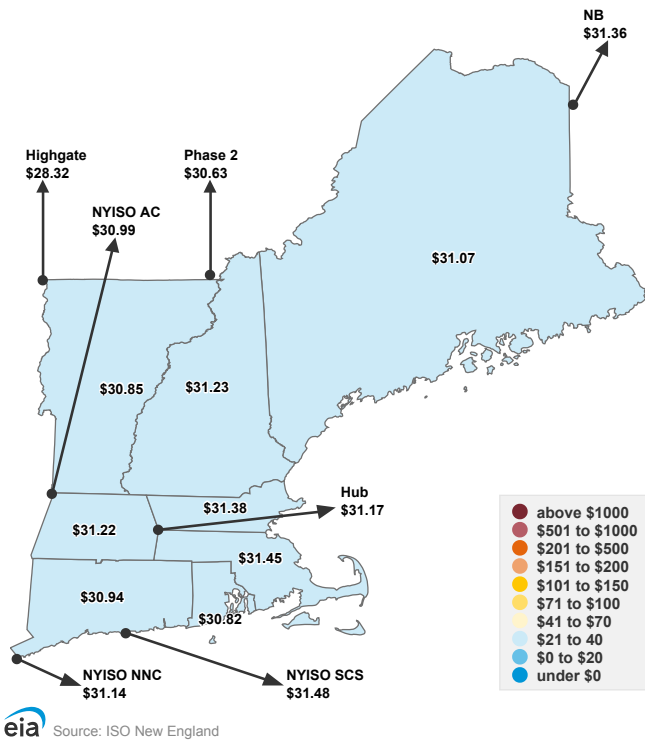 NB
$31.36
Highgate
$28.32
Phase 2
$30.63
NYISO AC
$30.99
$31.07
$30.85
$31.23
Hub
$31.17
$31.38
$31.22
$31.45
$30.94
$30.82
NYISO NNC
$31.14
NYISO SCS
$31.48
above $1000
$501 to $1000
$201 to $500
$151 to $200
$101 to $150
$71 to $100
$41 to $70
$21 to 40
$0 to $20
under $0
eia Source: ISO New England